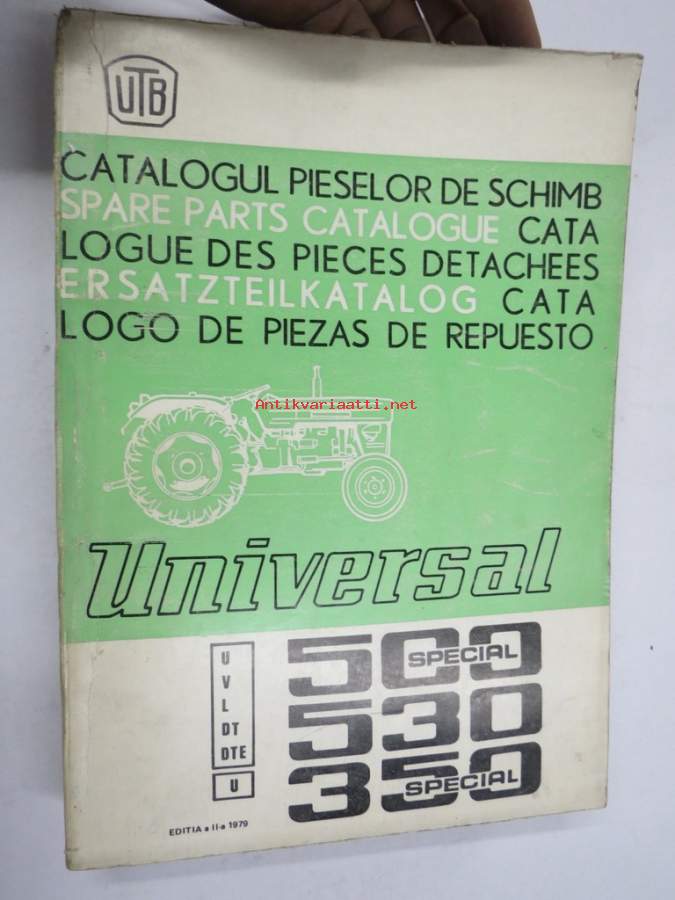 UTB
CATALOGUL PIESELOR DE SCHIMB
SPARE PARTS CATALOGUE CATA
LOGUE DES PIECES DETACHEES
ERSATZTEILKATALOG CATA
LOGO DE PIEZAS DE REPUESTO
Antikvariaatti.net
Universal
U
V
L
DT
DTE
U
500 SPECIAL
530
350 SPECIAL
EDITIA a II-a 1979